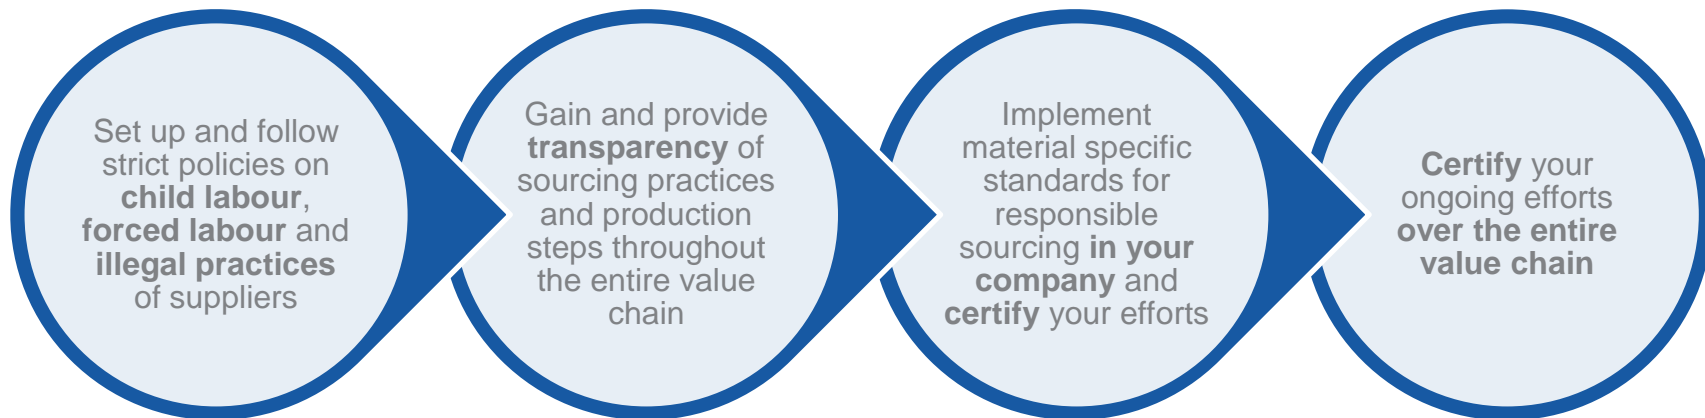 Set up and follow
strict policies on
child labour,
forced labour and
illegal practices
of suppliers
Gain and provide
transparency of
sourcing practices
and production
steps throughout
the entire value
chain
Implement
material specific
standards for
responsible
sourcing in your
company and
certify your efforts
Certify your
ongoing efforts
over the entire
value chain